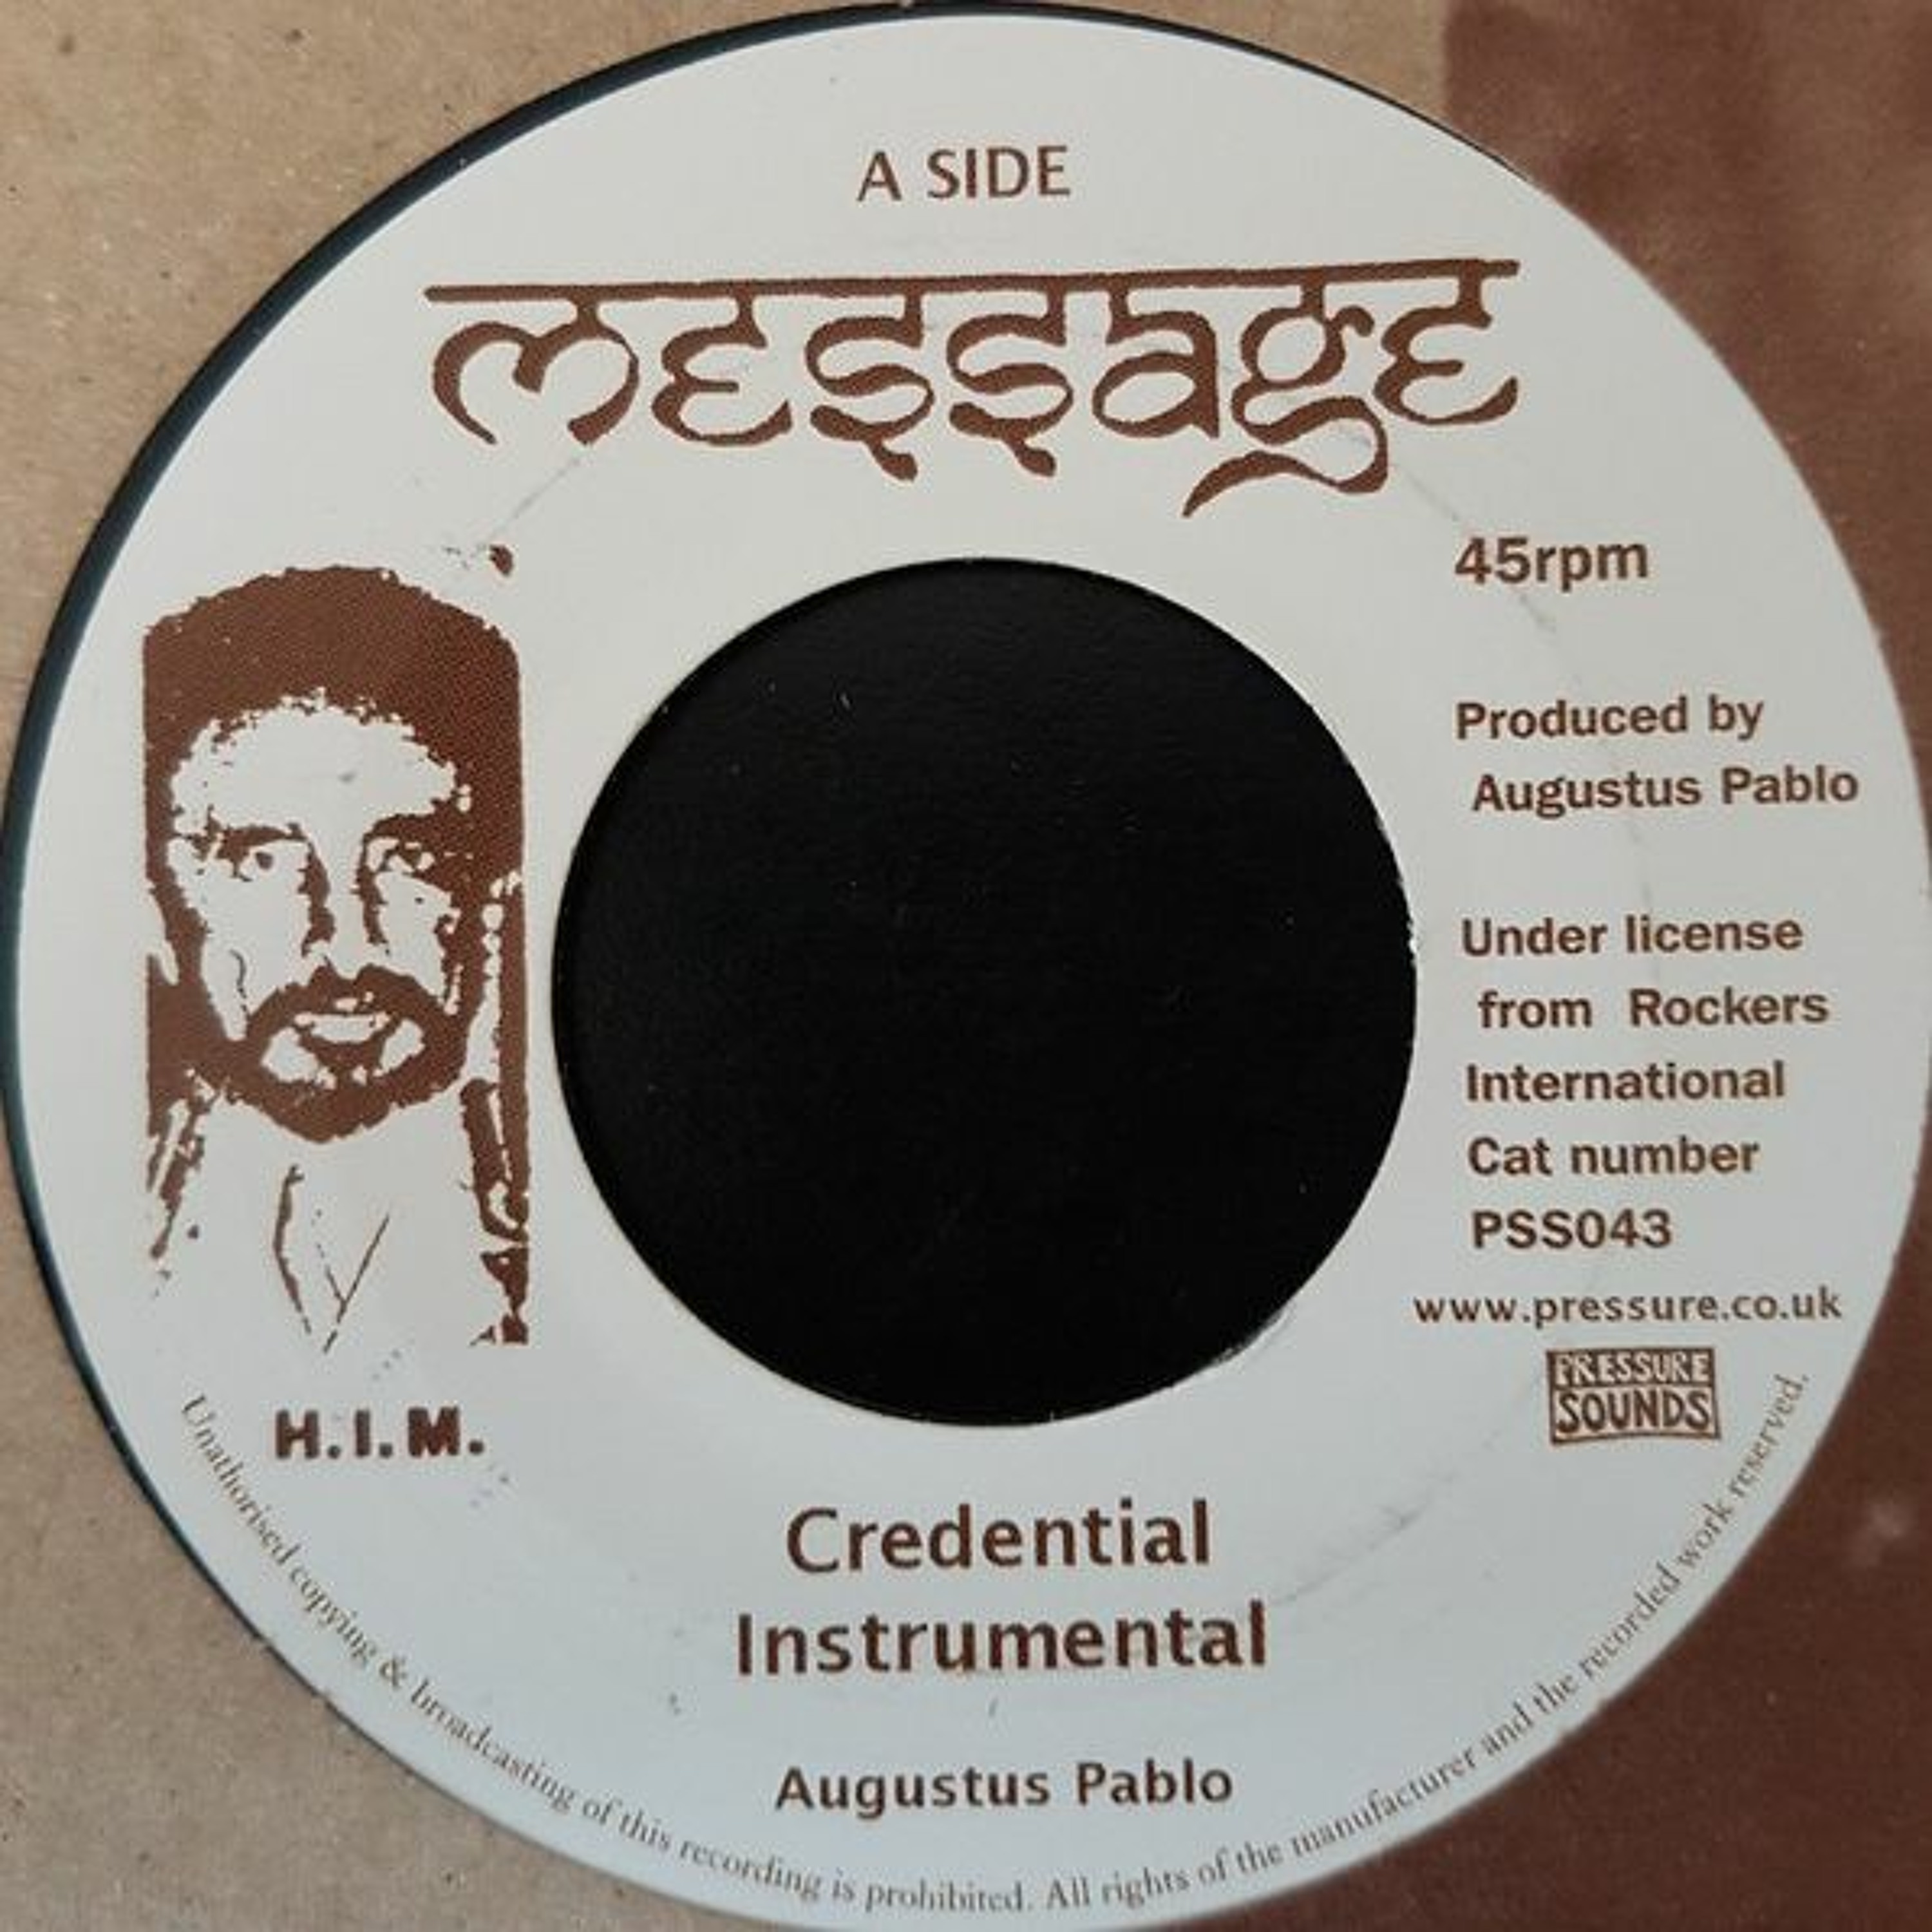 A SIDE
message
45rpm
Produced by
Augustus Pablo
Under license
from Rockers
International
Cat number
PSS043
www.pressure.co.uk
PRESSURE
SOUNDS
H.I.M.
Credential
Instrumental
Augustus Pablo
Unathorised copying & broadcasting of this recording is prohibited. All rights of the manufacturer and the recorded work reserved.